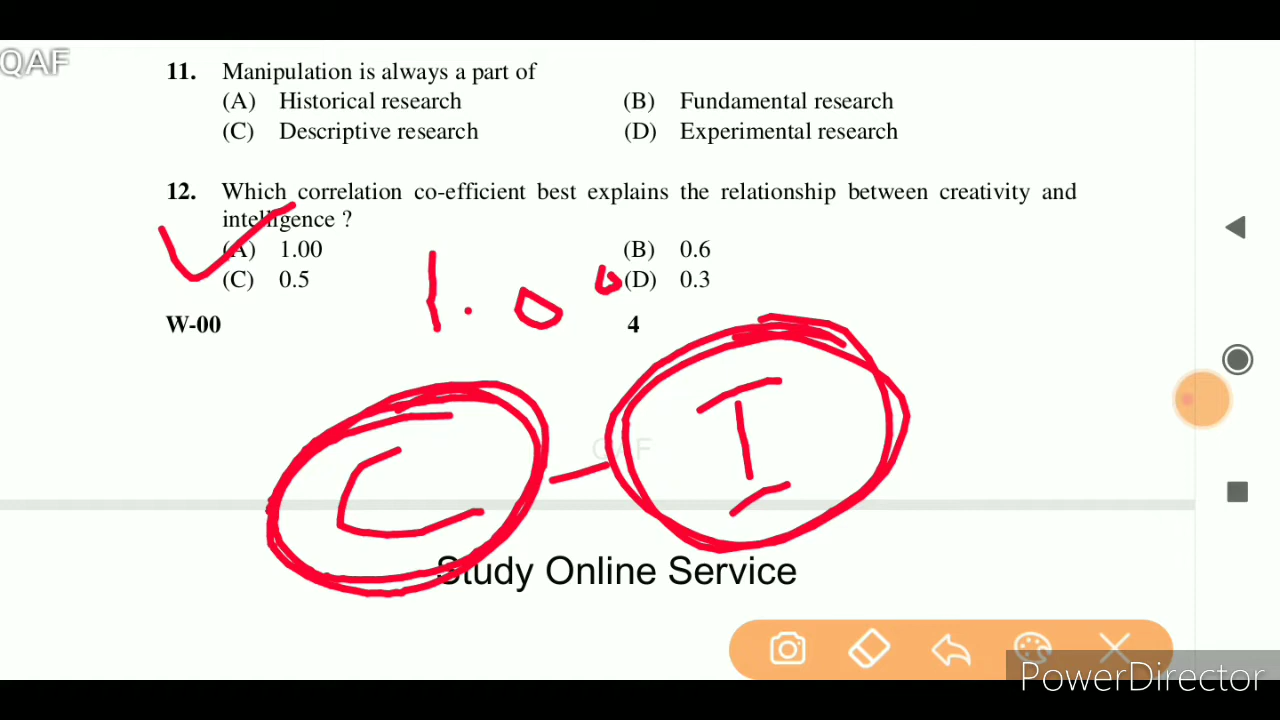 QAF
11. Manipulation is always a part of
(A) Historical research (B) Fundamental research
(C) Descriptive research (D) Experimental research
12. Which correlation co-efficient best explains the relationship between creativity and
intelligence ?
(A) 1.00 (B) 0.6
(C) 0.5 (D) 0.3
1.00
W-00 4
C - I
QAF
Study Online Service
PowerDirector